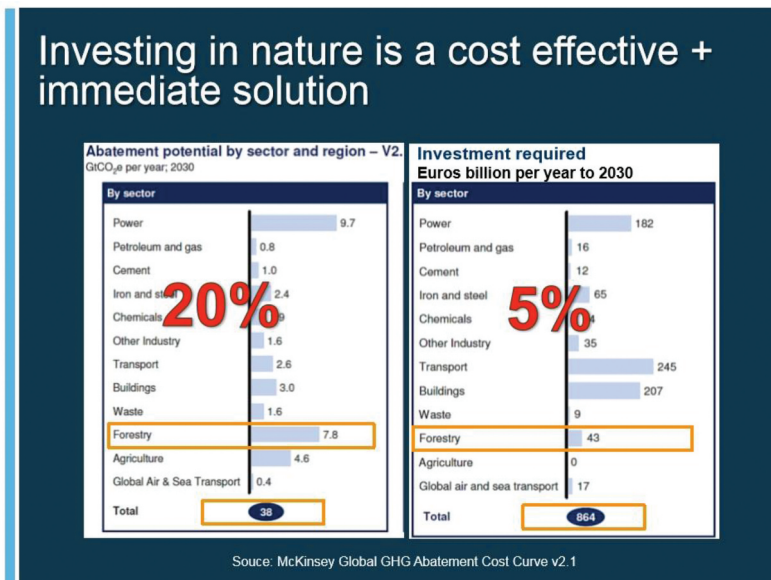 Investing in nature is a cost effective +
immediate solution
Abatement potential by sector and region – V2.
GtCO₂e per year; 2030
By sector
Power 9.7
Petroleum and gas 0.8
Cement 1.0
Iron and steel 2.4
Chemicals
Other Industry 1.6
Transport 2.6
Buildings 3.0
Waste 1.6
Forestry 7.8
Agriculture 4.6
Global Air & Sea Transport 0.4
Total 38
20%
Investment required
Euros billion per year to 2030
By sector
Power 182
Petroleum and gas 16
Cement 12
Iron and steel 65
Chemicals
Other Industry 35
Transport 245
Buildings 207
Waste 9
Forestry 43
Agriculture 0
Global air and sea transport 17
Total 864
5%
Souce: McKinsey Global GHG Abatement Cost Curve v2.1